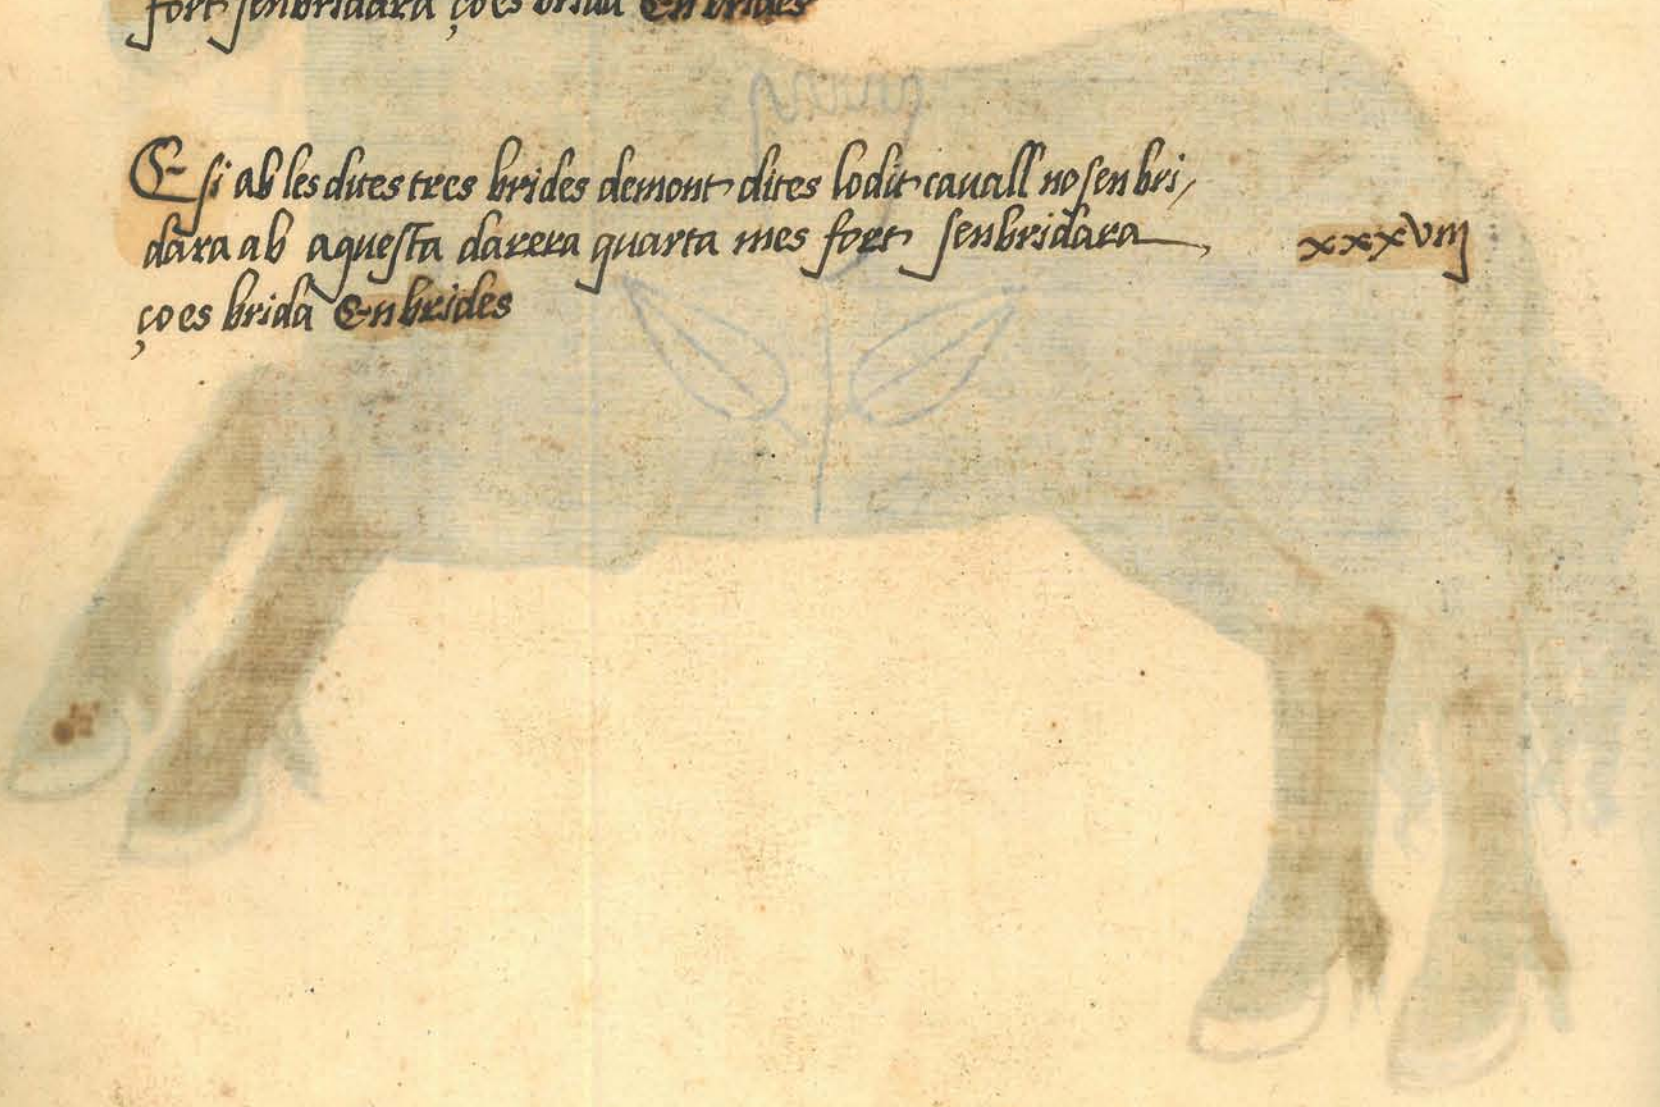 fort senbridara ço es brida En brides
E si ab les dites tres brides demont dites lo dit cauall no sen bri,
dara ab aquesta darera quarta mes fort senbridara xxxviij
ço es brida En brides